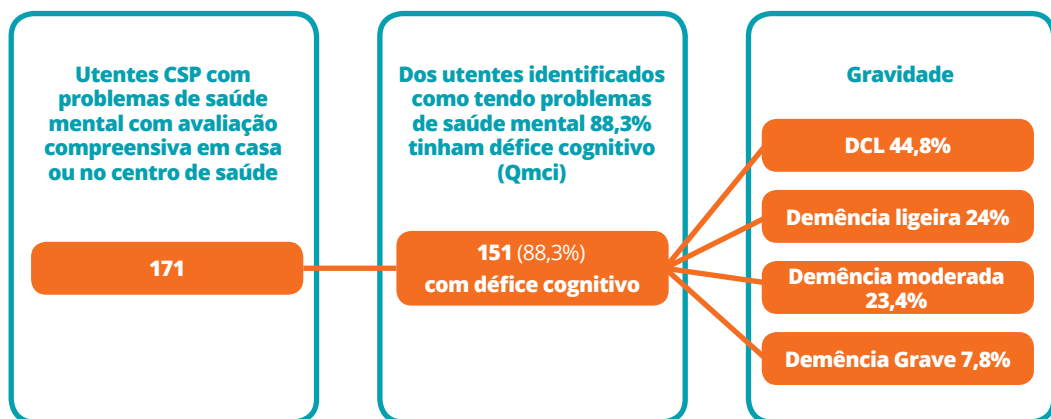 Utentes CSP com
problemas de saúde
mental com avaliação
compreensiva em casa
ou no centro de saúde
171
Dos utentes identificados
como tendo problemas
de saúde mental 88,3%
tinham défice cognitivo
(Qmci)
151 (88,3%)
com défice cognitivo
Gravidade
DCL 44,8%
Demência ligeira 24%
Demência moderada
23,4%
Demência Grave 7,8%